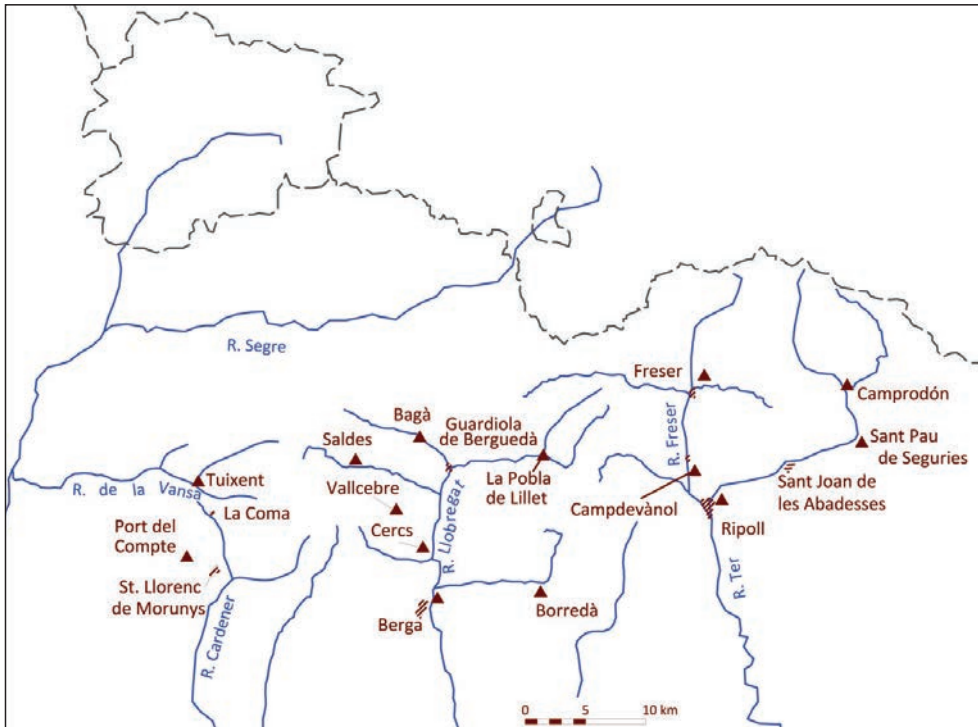 R. Segre
Freser
Camprodón
Bagà
Guardiola
de Berguedà
R. Freser
Saldes
Sant Pau
de Seguries
La Pobla
de Lillet
Tuixent
R. de la Vansa
Vallcebre
R. Llobregat
Campdevànol
Sant Joan de
les Abadesses
La Coma
Port del
Compte
Cercs
Ripoll
St. Llorenc
de Morunys
R. Cardener
Berga
Borredà
R. Ter
0 5 10 km